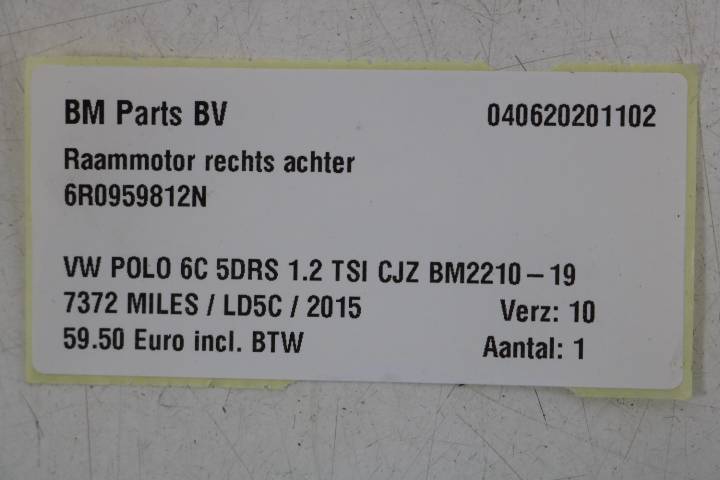 BM Parts BV 040620201102
Raammotor rechts achter
6R0959812N
VW POLO 6C 5DRS 1.2 TSI CJZ BM2210-19
7372 MILES / LD5C / 2015 Verz: 10
59.50 Euro incl. BTW Aantal: 1